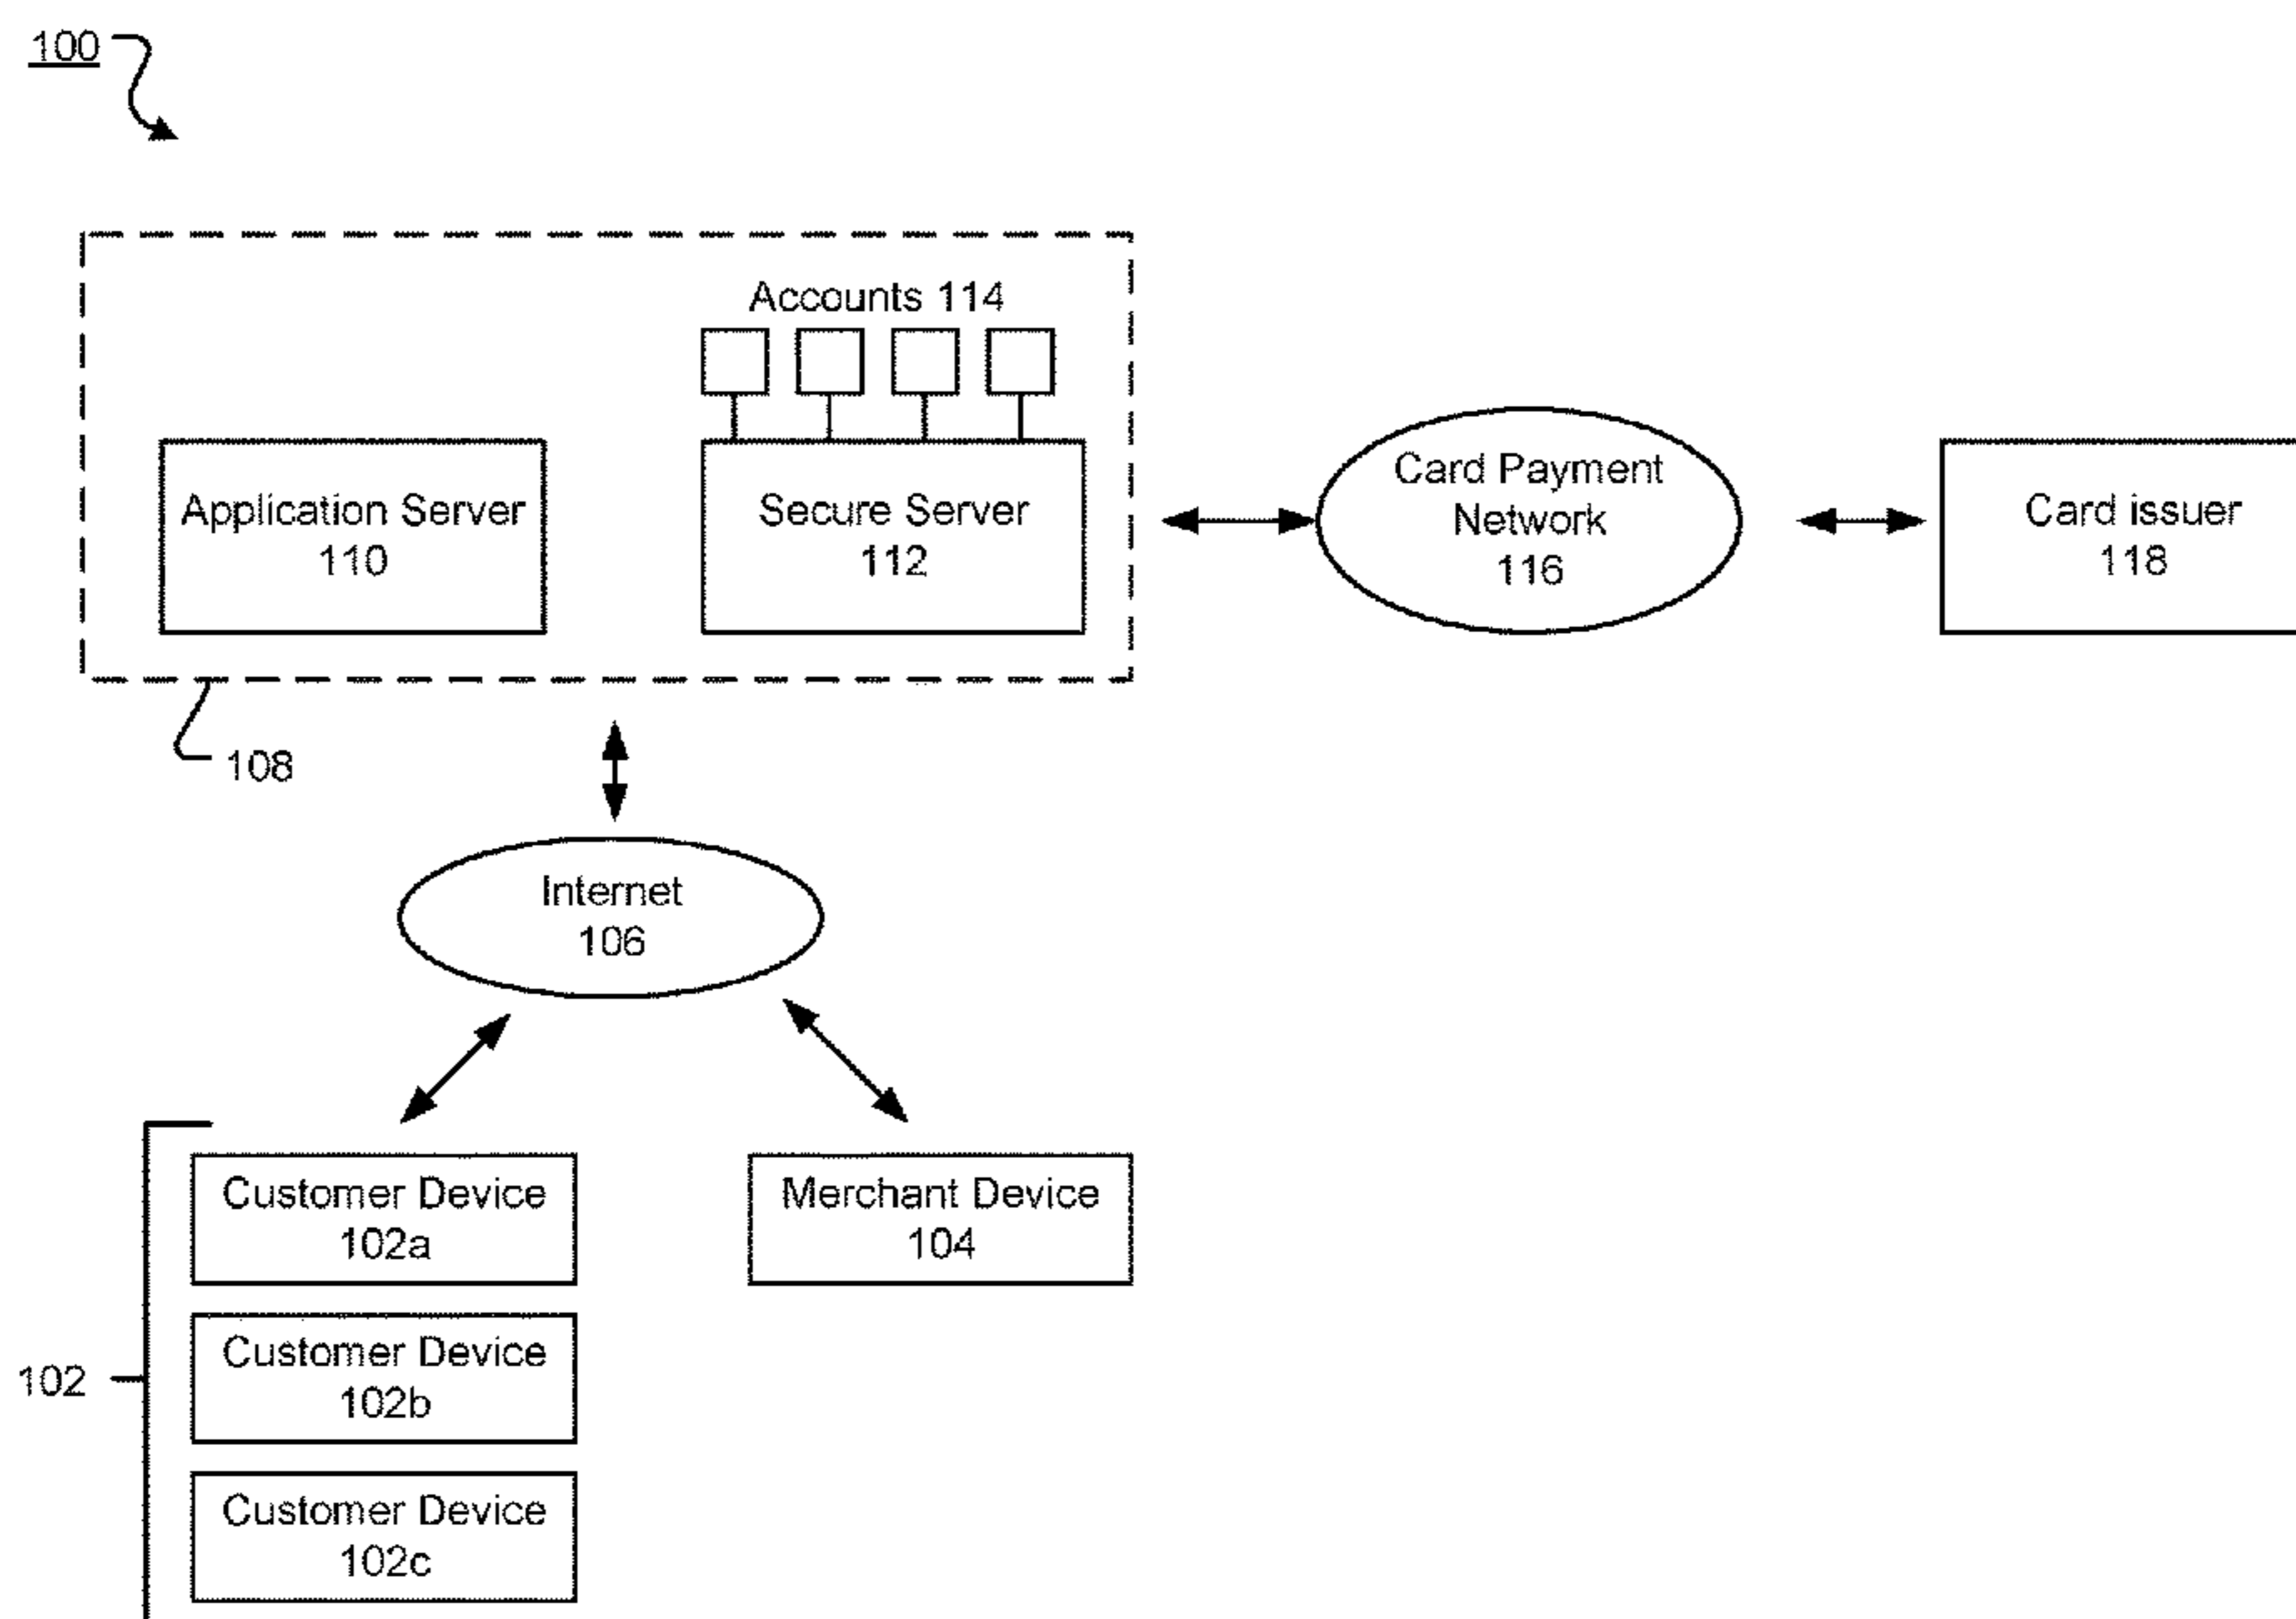 100
Accounts 114
Application Server
110
Secure Server
112
Card Payment
Network
116
Card issuer
118
108
Internet
106
Customer Device
102a
Merchant Device
104
102
Customer Device
102b
Customer Device
102c